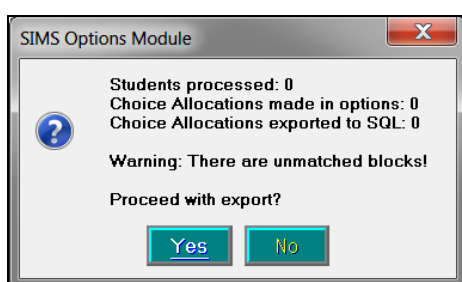 SIMS Options Module
Students processed: 0
Choice Allocations made in options: 0
Choice Allocations exported to SQL: 0
Warning: There are unmatched blocks!
Proceed with export?
Yes
No